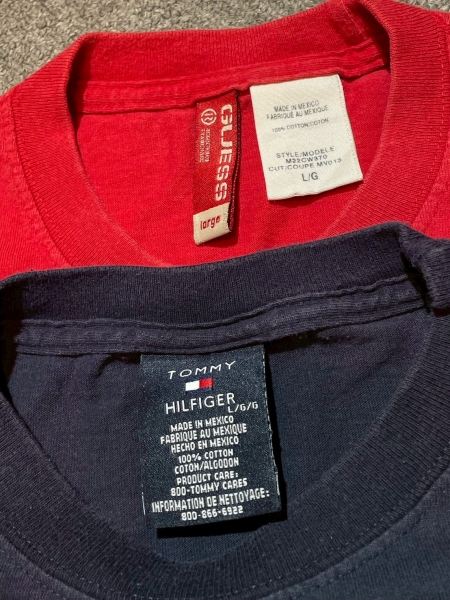 GUESS
large
MADE IN MEXICO
FABRIQUE AU MEXIQUE
100% COTTON/COTON
STYLE/MODELE:
M22CW370
CUT/COUPE MV013
L/G
TOMMY
HILFIGER
L/G/G
MADE IN MEXICO
FABRIQUE AU MEXIQUE
HECHO EN MEXICO
100% COTTON
COTON/ALGODON
PRODUCT CARE:
800-TOMMY CARES
INFORMATION DE NETTOYAGE:
800-866-6922